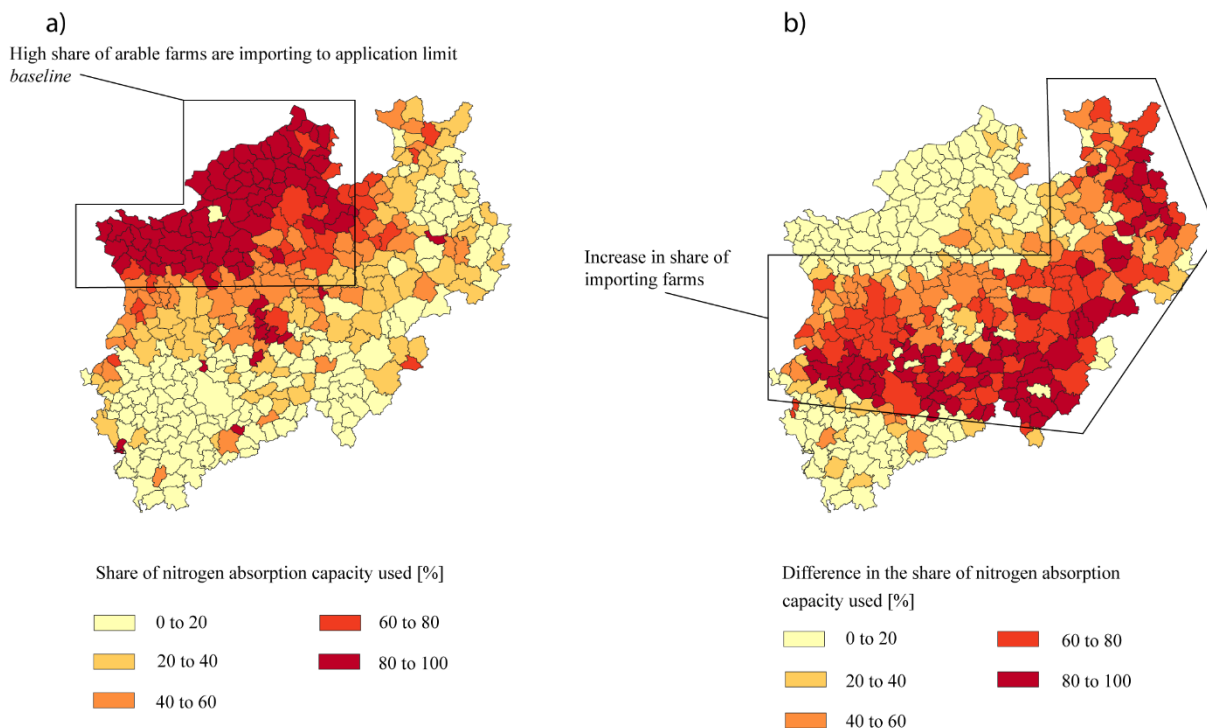 a)
High share of arable farms are importing to application limit
baseline
Share of nitrogen absorption capacity used [%]
0 to 20
20 to 40
40 to 60
60 to 80
80 to 100
b)
Increase in share of
importing farms
Difference in the share of nitrogen absorption
capacity used [%]
0 to 20
20 to 40
40 to 60
60 to 80
80 to 100